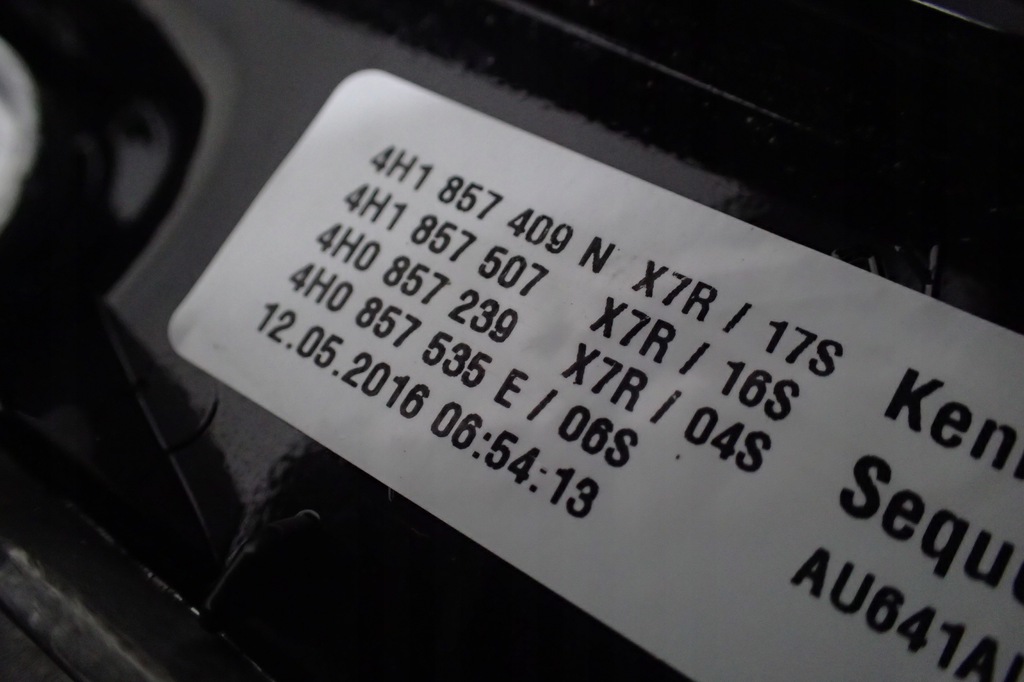 4H1 857 409 N X7R / 17S
4H1 857 507 X7R / 16S
4H0 857 239 X7R / 04S
4H0 857 535 E / 06S
12.05.2016 06:54:13